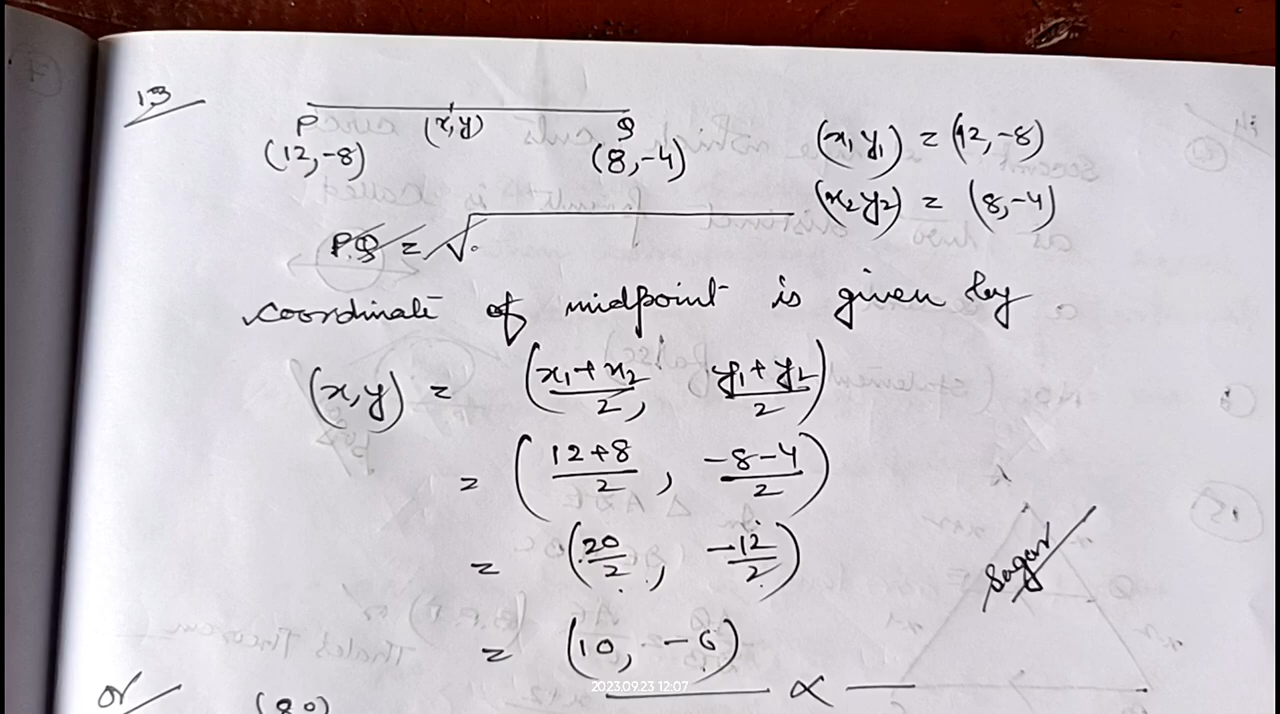 13
P (x,y) Q
(12,-8) (8,-4) (x₁ y₁) = (12,-8)
(x₂ y₂) = (8,-4)
PQ = √
coordinate of midpoint is given by
(x,y) = (x₁+x₂/2, y₁+y₂/2)
= (12+8/2, -8-4/2)
= (20/2, -12/2)
Sagar
= (10, -6)
2023.09.23 12:07
or